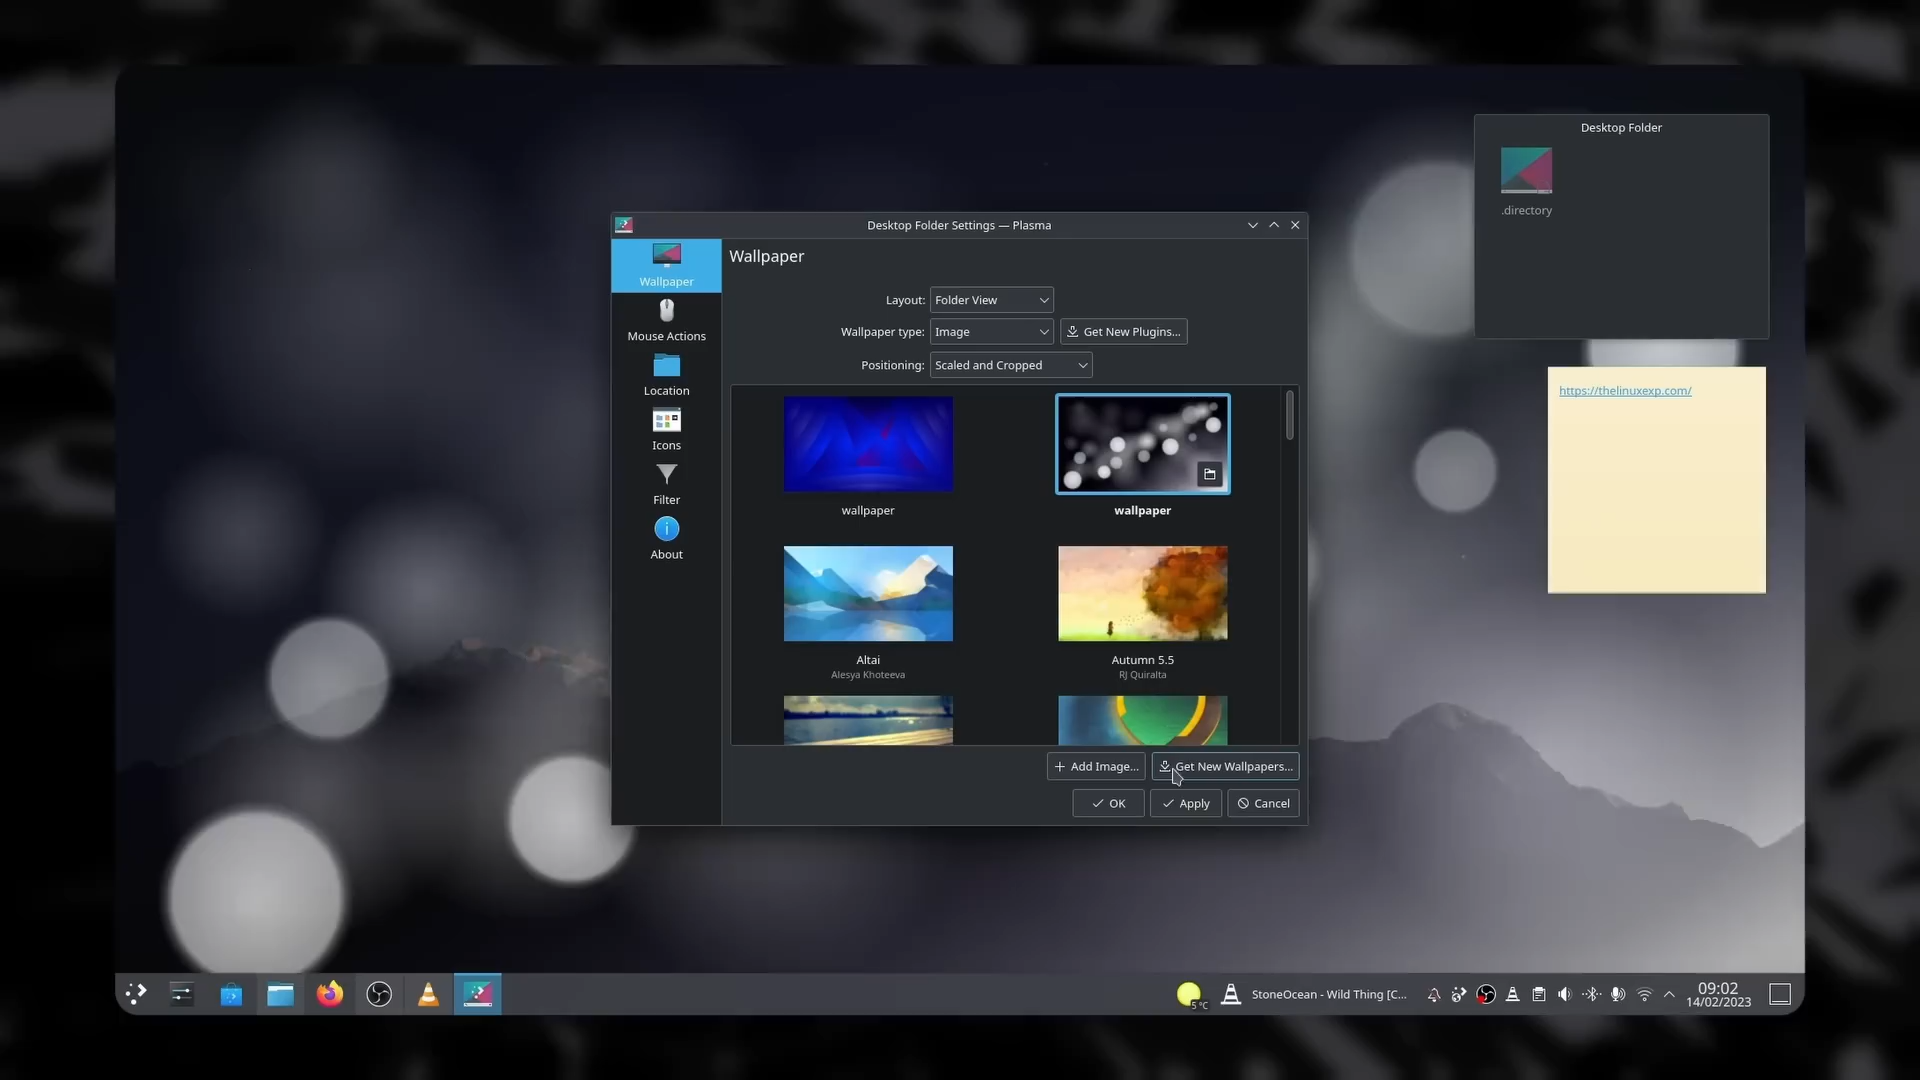 Desktop Folder
.directory
https://thelinuxexp.com/
Desktop Folder Settings — Plasma
Wallpaper
Mouse Actions
Location
Icons
Filter
About
Wallpaper
Layout: Folder View
Wallpaper type: Image Get New Plugins...
Positioning: Scaled and Cropped
wallpaper wallpaper
Altai Autumn 5.5
Alesya Khoteeva RJ Quiralta
Add Image... Get New Wallpapers...
OK Apply Cancel
5 °C StoneOcean - Wild Thing [C... 09:02
14/02/2023